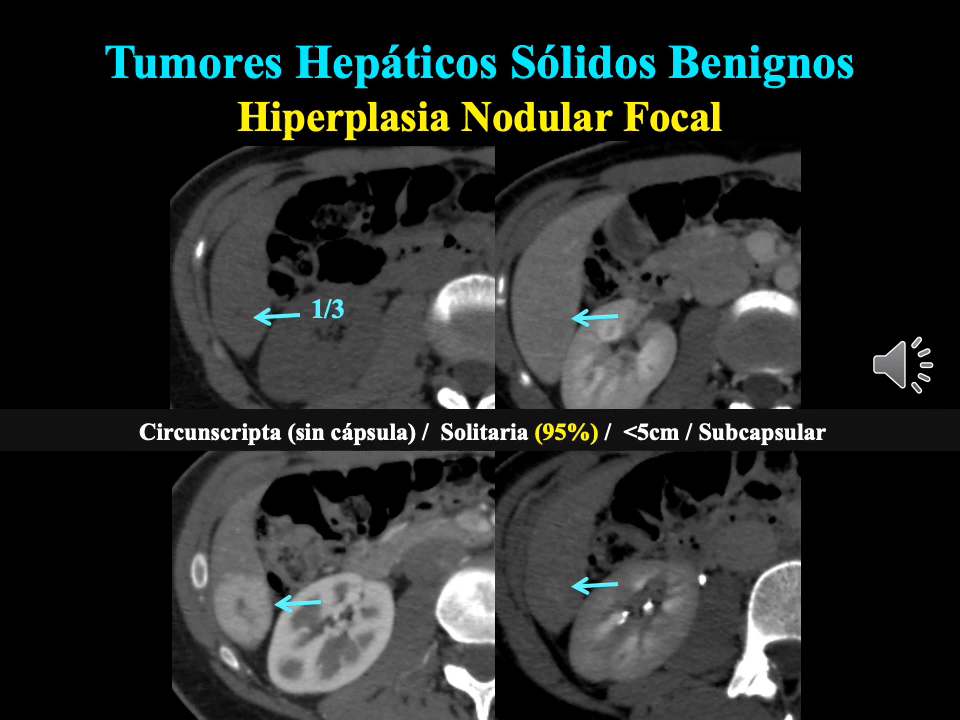 Tumores Hepáticos Sólidos Benignos
Hiperplasia Nodular Focal
1/3
Circunscripta (sin cápsula) / Solitaria (95%) / <5cm / Subcapsular